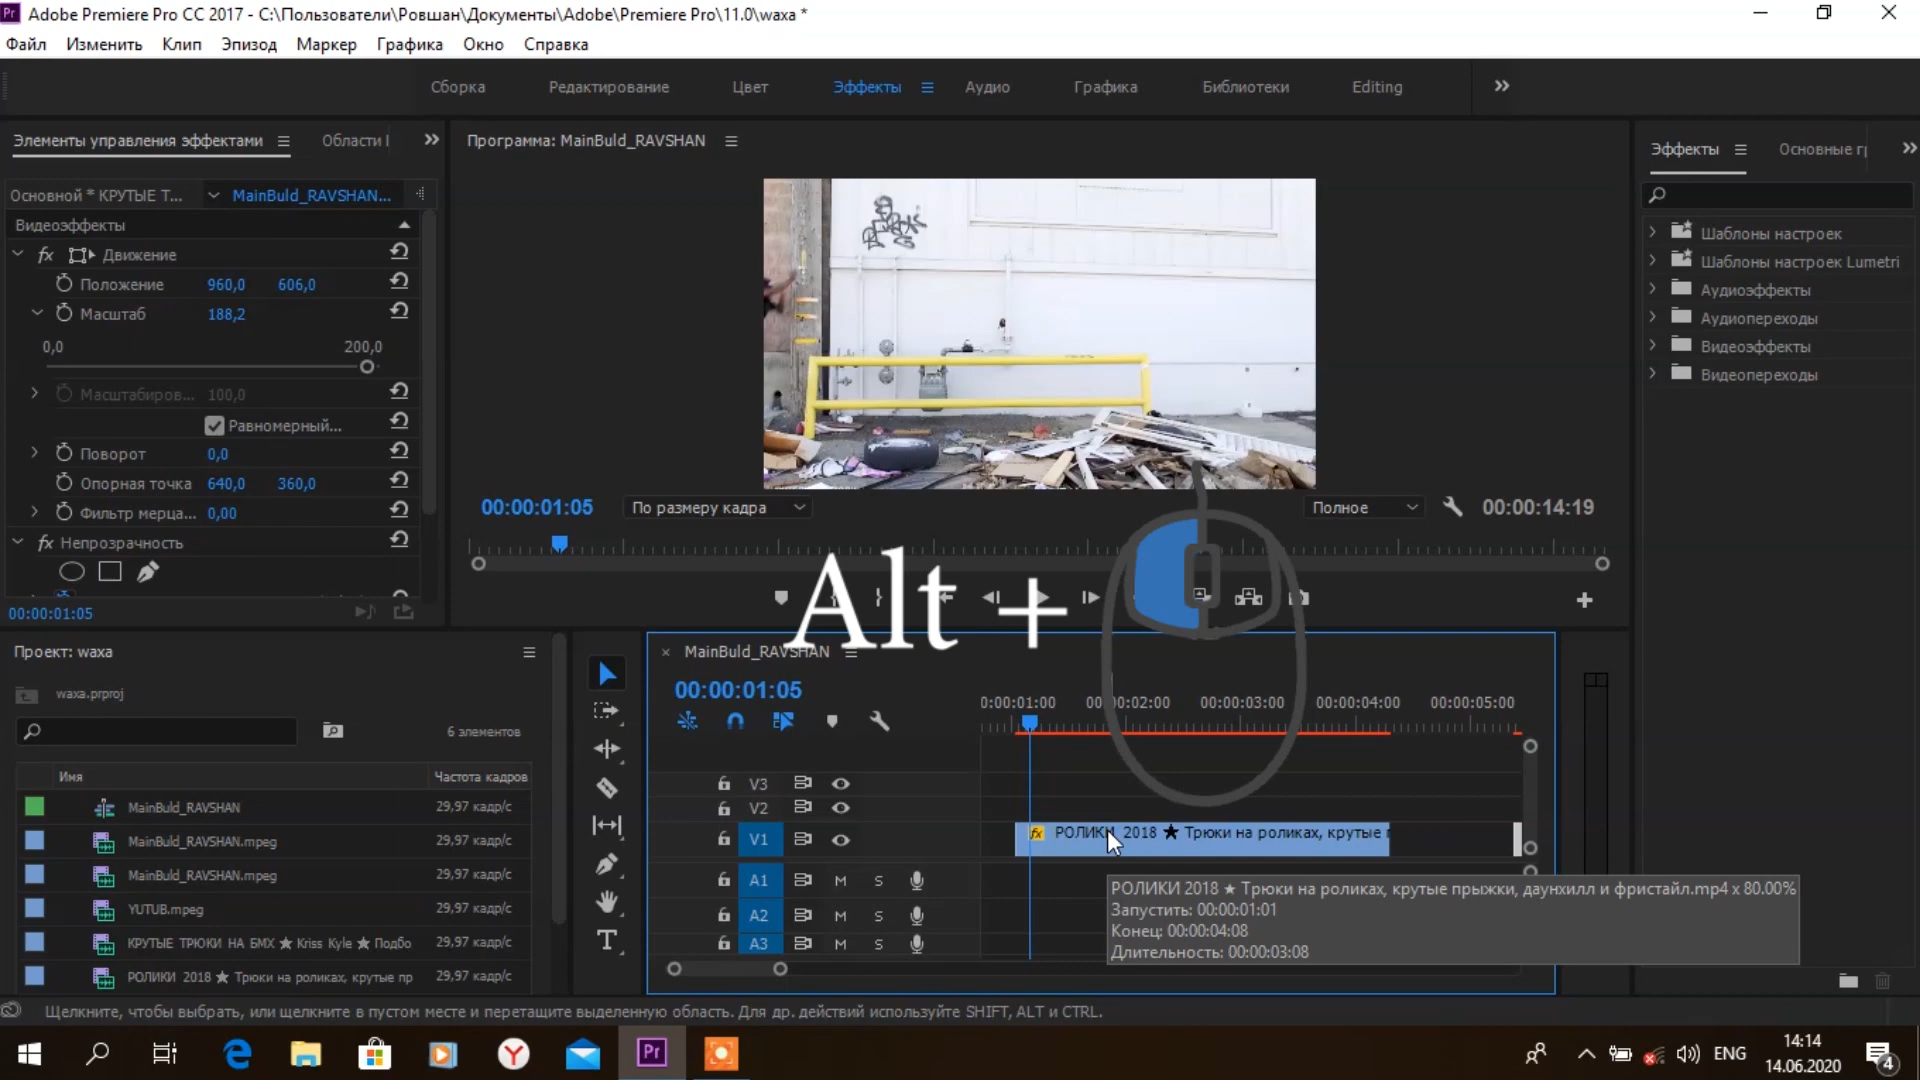 Adobe Premiere Pro CC 2017 - C:\Пользователи\Ровшан\Документы\Adobe\Premiere Pro\11.0\waxa *
Файл Изменить Клип Эпизод Маркер Графика Окно Справка
Сборка Редактирование Цвет Эффекты Аудио Графика Библиотеки Editing
Элементы управления эффектами
Области
Программа: MainBuld_RAVSHAN
Эффекты
Основные гр
Основной * КРУТЫЕ Т...
MainBuld_RAVSHAN...
Видеоэффекты
fx Движение
Положение 960,0 606,0
Масштаб 188,2
0,0 200,0
Масштабиров... 100,0
Равномерный...
Поворот 0,0
Опорная точка 640,0 360,0
Фильтр мерца... 0,00
fx Непрозрачность
00:00:01:05
Шаблоны настроек
Шаблоны настроек Lumetri
Аудиоэффекты
Аудиопереходы
Видеоэффекты
Видеопереходы
00:00:01:05
По размеру кадра
Полное
00:00:14:19
Alt +
Проект: waxa
waxa.prproj
6 элементов
Имя Частота кадров
MainBuld_RAVSHAN 29,97 кадр/с
MainBuld_RAVSHAN.mpeg 29,97 кадр/с
MainBuld_RAVSHAN.mpeg 29,97 кадр/с
YUTUB.mpeg 29,97 кадр/с
КРУТЫЕ ТРЮКИ НА БМХ ★ Kriss Kyle ★ Подбо 29,97 кадр/с
РОЛИКИ 2018 ★ Трюки на роликах, крутые пр 29,97 кадр/с
× MainBuld_RAVSHAN
00:00:01:05
0:00:01:00 00:00:02:00 00:00:03:00 00:00:04:00 00:00:05:00
V3
V2
V1
fx РОЛИКИ 2018 ★ Трюки на роликах, крутые п
A1 M S
A2 M S
A3 M S
РОЛИКИ 2018 ★ Трюки на роликах, крутые прыжки, даунхилл и фристайл.mp4 x 80.00%
Запустить: 00:00:01:01
Конец: 00:00:04:08
Длительность: 00:00:03:08
Щелкните, чтобы выбрать, или щелкните в пустом месте и перетащите выделенную область. Для др. действий используйте SHIFT, ALT и CTRL.
Pr
ENG
14:14
14.06.2020
4